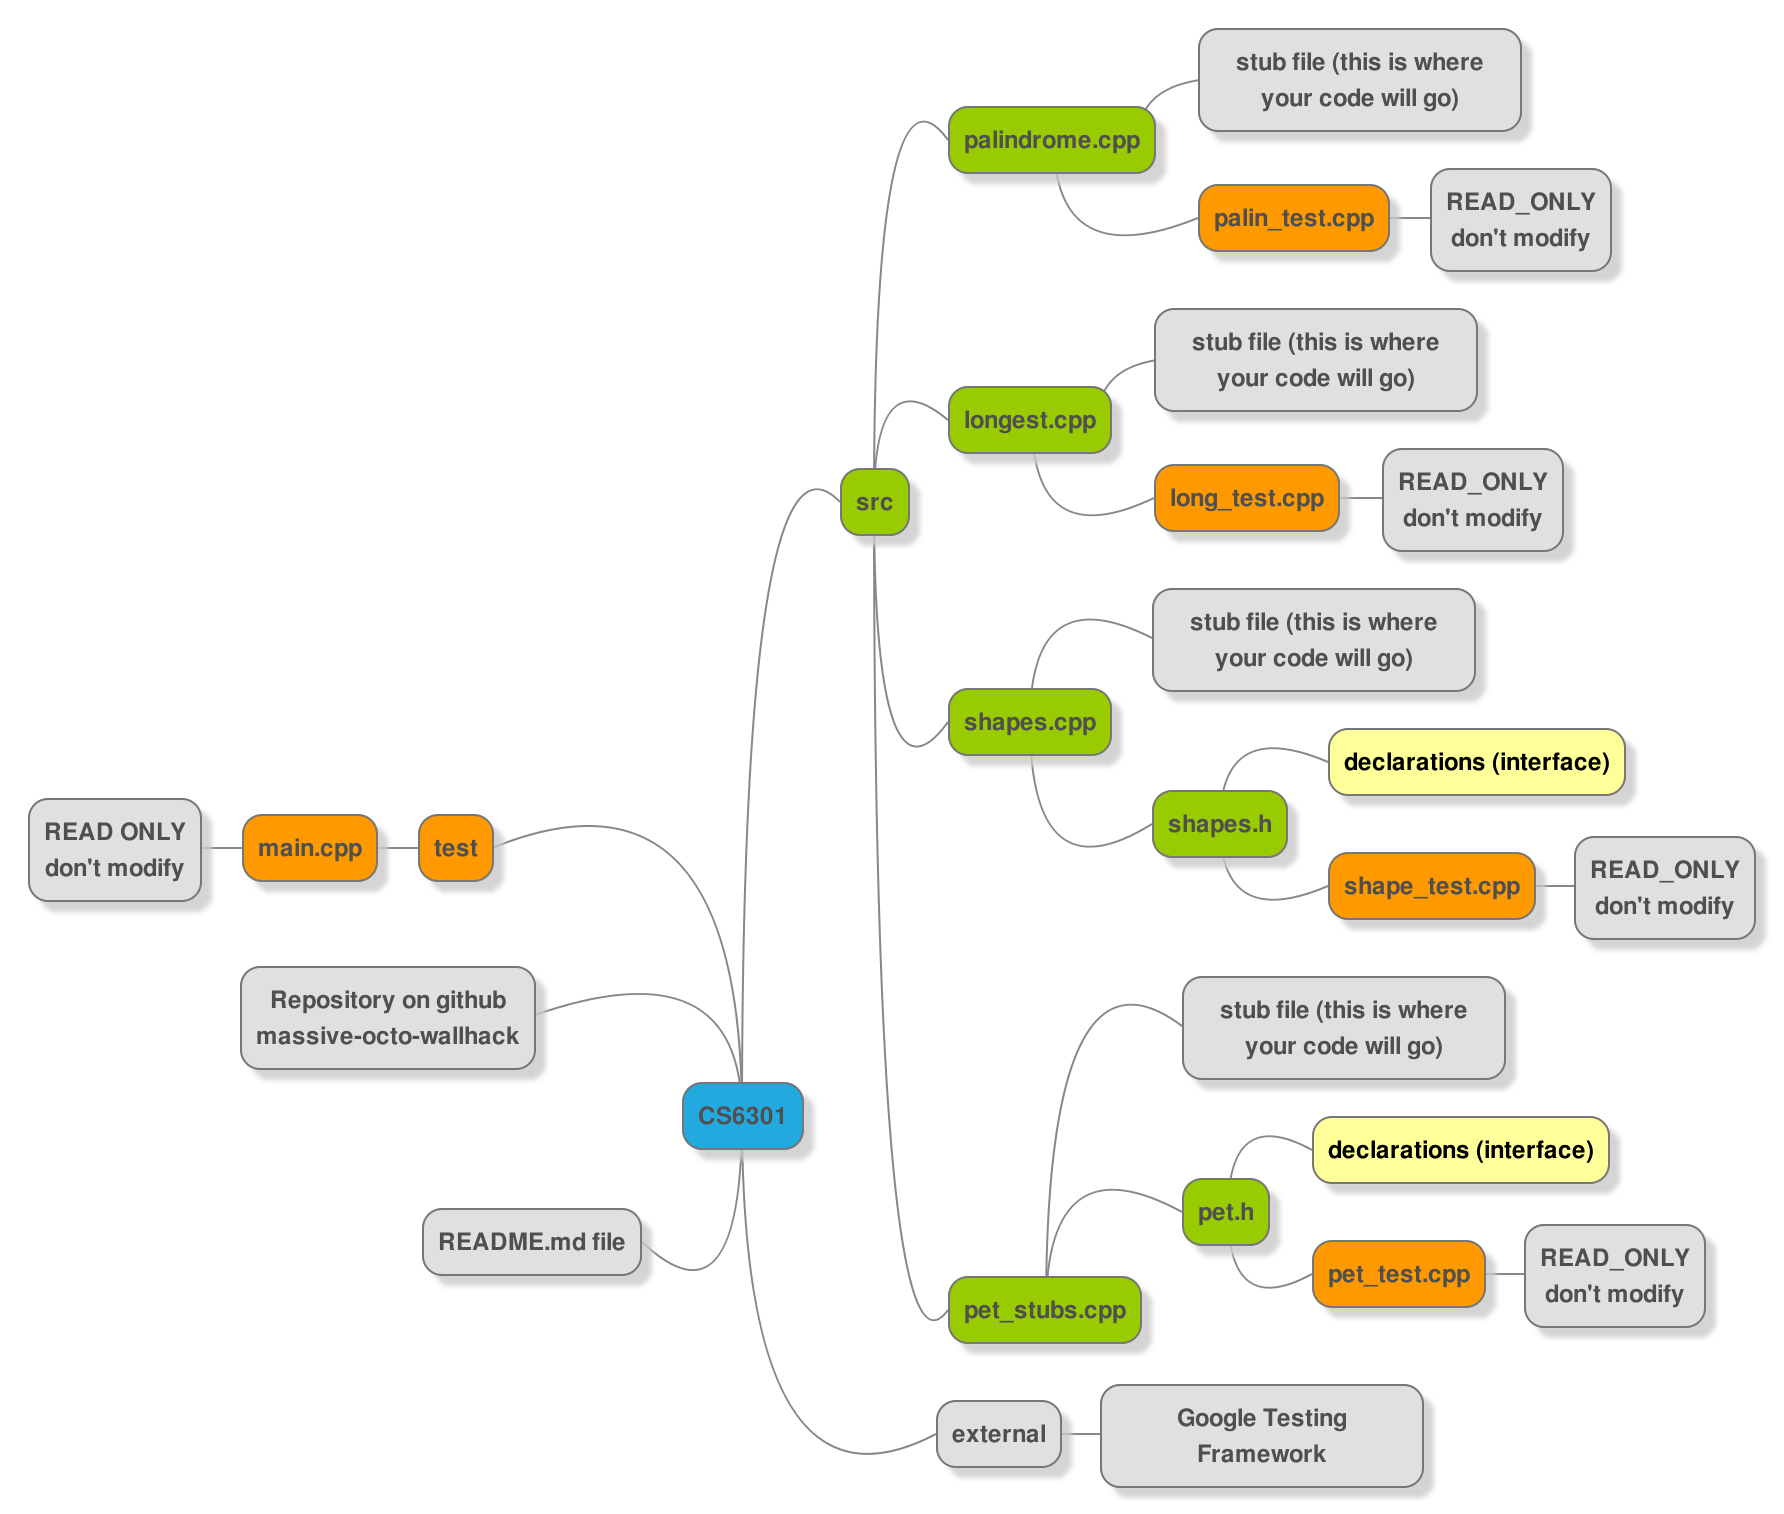 stub file (this is where
your code will go)
palindrome.cpp
palin_test.cpp
READ_ONLY
don't modify
stub file (this is where
your code will go)
longest.cpp
long_test.cpp
READ_ONLY
don't modify
src
stub file (this is where
your code will go)
shapes.cpp
declarations (interface)
shapes.h
shape_test.cpp
READ_ONLY
don't modify
READ ONLY
don't modify
main.cpp
test
Repository on github
massive-octo-wallhack
CS6301
README.md file
stub file (this is where
your code will go)
declarations (interface)
pet.h
pet_test.cpp
READ_ONLY
don't modify
pet_stubs.cpp
external
Google Testing
Framework